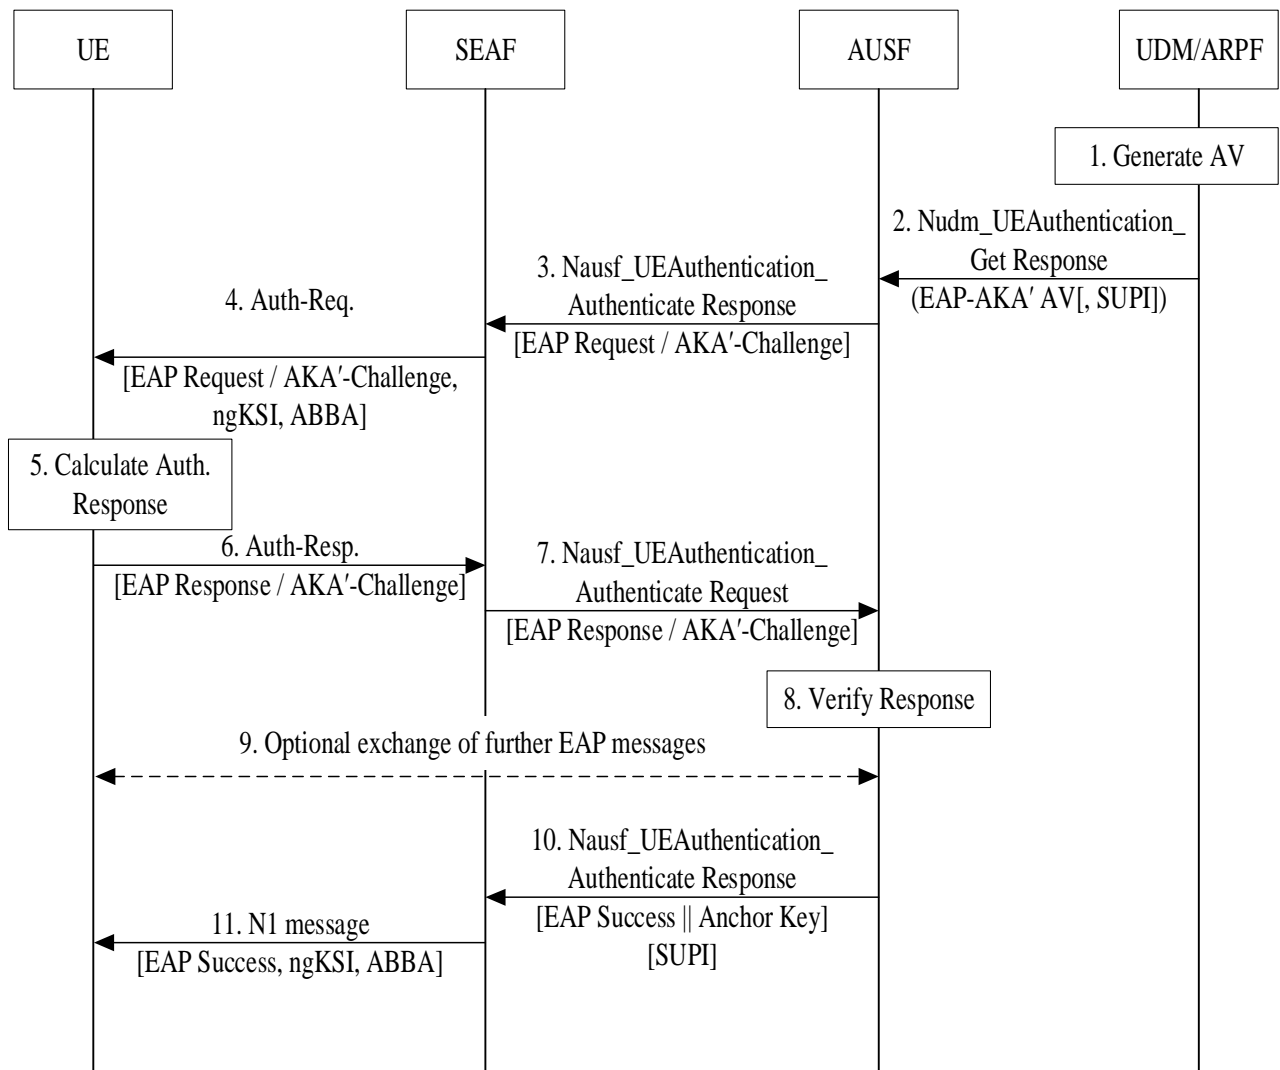 UE
SEAF
AUSF
UDM/ARPF
1. Generate AV
2. Nudm_UEAuthentication_
Get Response
(EAP-AKA′ AV[, SUPI])
3. Nausf_UEAuthentication_
Authenticate Response
[EAP Request / AKA′-Challenge]
4. Auth-Req.
[EAP Request / AKA′-Challenge,
ngKSI, ABBA]
5. Calculate Auth.
Response
6. Auth-Resp.
[EAP Response / AKA′-Challenge]
7. Nausf_UEAuthentication_
Authenticate Request
[EAP Response / AKA′-Challenge]
8. Verify Response
9. Optional exchange of further EAP messages
10. Nausf_UEAuthentication_
Authenticate Response
[EAP Success || Anchor Key]
[SUPI]
11. N1 message
[EAP Success, ngKSI, ABBA]